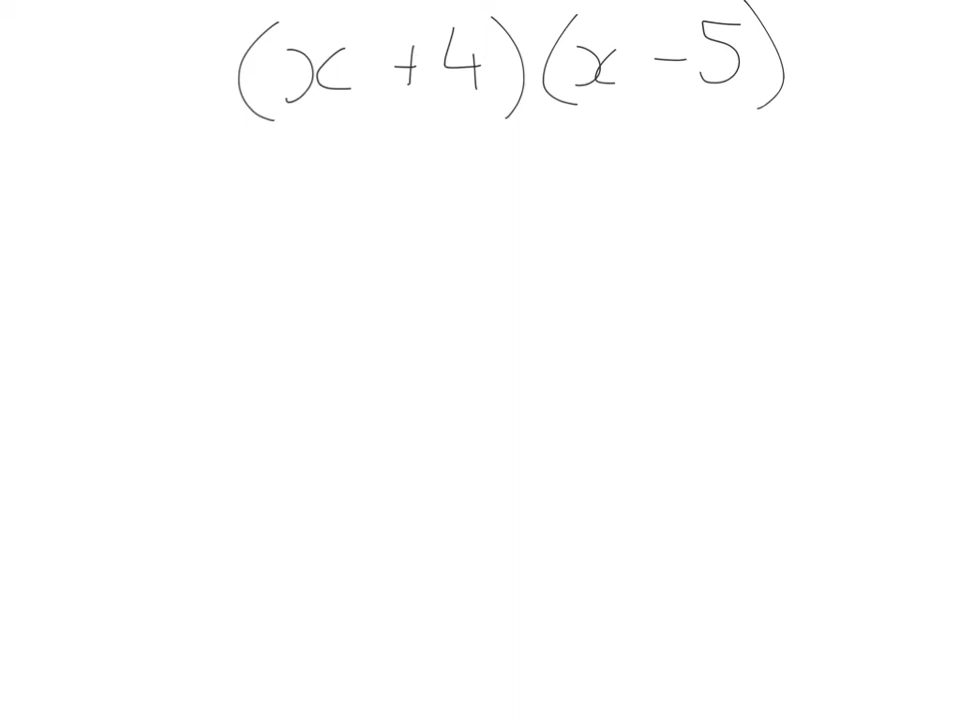 (x + 4)(x - 5)